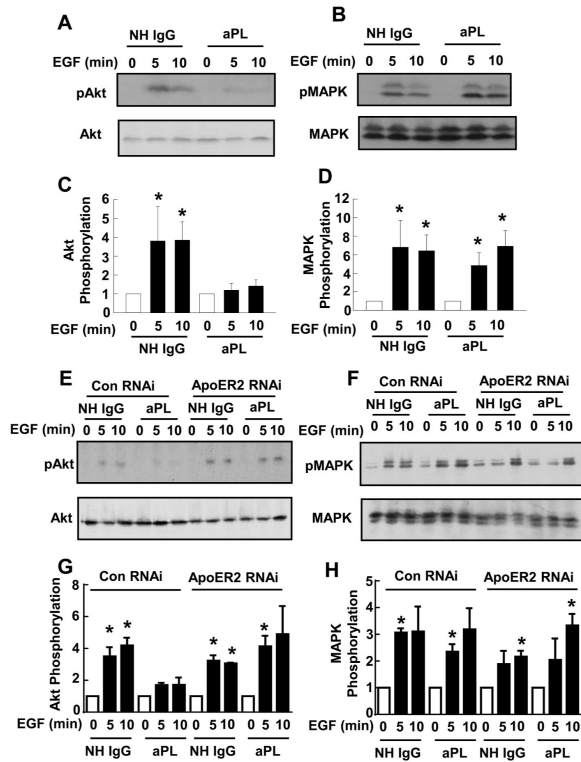 A
NH IgG aPL
EGF (min) 0 5 10 0 5 10
pAkt
Akt
B
NH IgG aPL
EGF (min) 0 5 10 0 5 10
pMAPK
MAPK
C
Akt
Phosphorylation
6
5
4
3
2
1
0
* *
EGF (min) 0 5 10 0 5 10
NH IgG aPL
D
MAPK
Phosphorylation
12
10
8
6
4
2
0
* * * *
EGF (min) 0 5 10 0 5 10
NH IgG aPL
E
Con RNAi ApoER2 RNAi
NH IgG aPL NH IgG aPL
EGF (min) 0 5 10 0 5 10 0 5 10 0 5 10
pAkt
Akt
F
Con RNAi ApoER2 RNAi
NH IgG aPL NH IgG aPL
EGF (min) 0 5 10 0 5 10 0 5 10 0 5 10
pMAPK
MAPK
G
Con RNAi ApoER2 RNAi
Akt Phosphorylation
8
6
4
2
0
* * * * *
EGF (min) 0 5 10 0 5 10 0 5 10 0 5 10
NH IgG aPL NH IgG aPL
H
Con RNAi ApoER2 RNAi
MAPK
Phosphorylation
5
4
3
2
1
0
* * * *
EGF (min) 0 5 10 0 5 10 0 5 10 0 5 10
NH IgG aPL NH IgG aPL